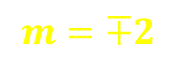 m = ∓2